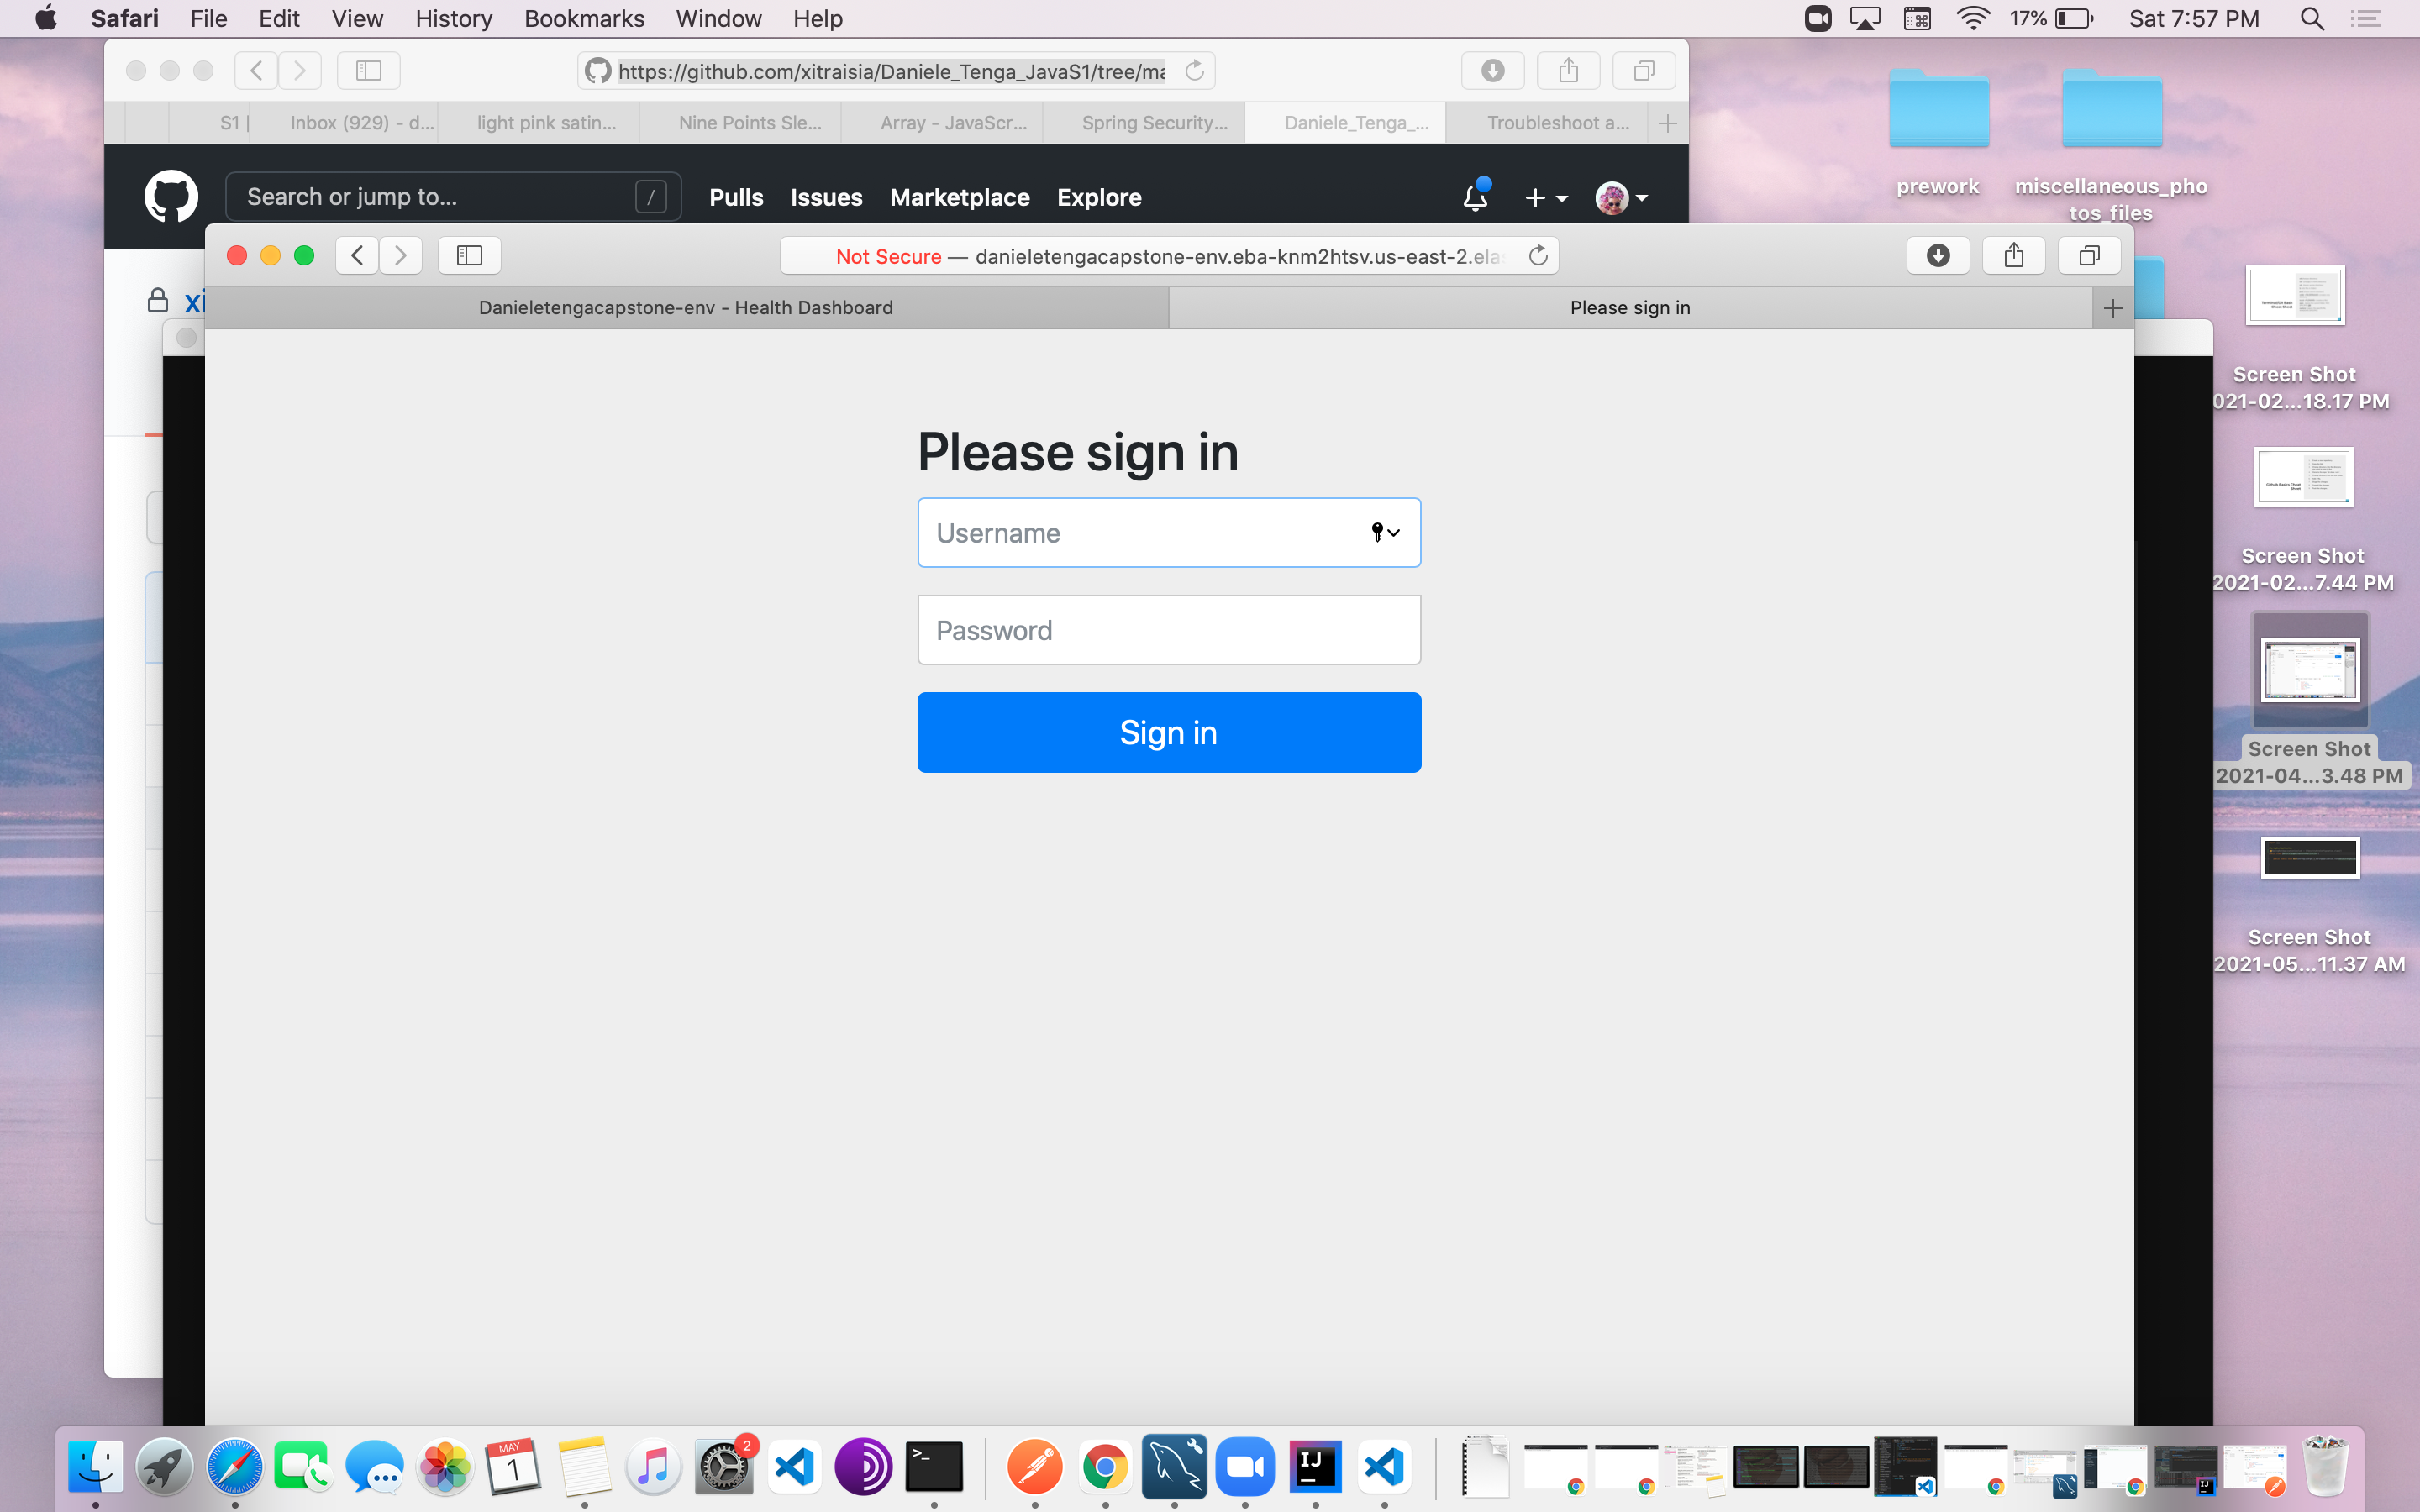 Safari File Edit View History Bookmarks Window Help 17% Sat 7:57 PM
https://github.com/xitraisia/Daniele_Tenga_JavaS1/tree/ma
S1 | Inbox (929) - d... light pink satin... Nine Points Sle... Array - JavaScr... Spring Security... Daniele_Tenga_... Troubleshoot a...
Search or jump to... / Pulls Issues Marketplace Explore
prework
miscellaneous_pho
tos_files
Not Secure — danieletengacapstone-env.eba-knm2htsv.us-east-2.ela
xi
Danieletengacapstone-env - Health Dashboard Please sign in
Screen Shot
021-02...18.17 PM
Please sign in
Username
Screen Shot
2021-02...7.44 PM
Password
Sign in
Screen Shot
2021-04...3.48 PM
Screen Shot
2021-05...11.37 AM
MAY
1
2
>_
IJ